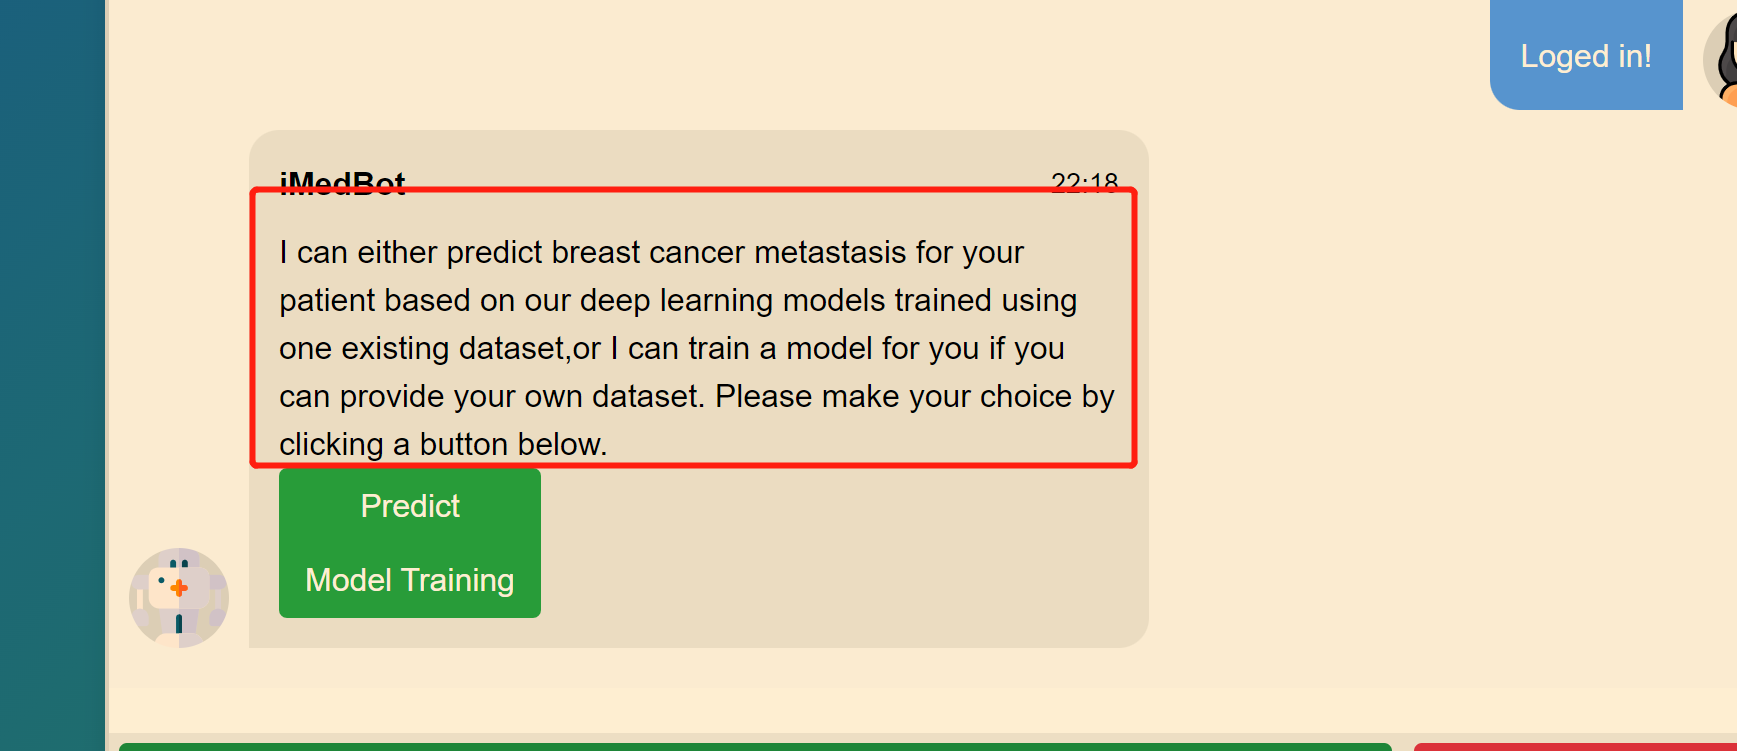 Loged in!
iMedBot
22:18
I can either predict breast cancer metastasis for your
patient based on our deep learning models trained using
one existing dataset,or I can train a model for you if you
can provide your own dataset. Please make your choice by
clicking a button below.
Predict
Model Training